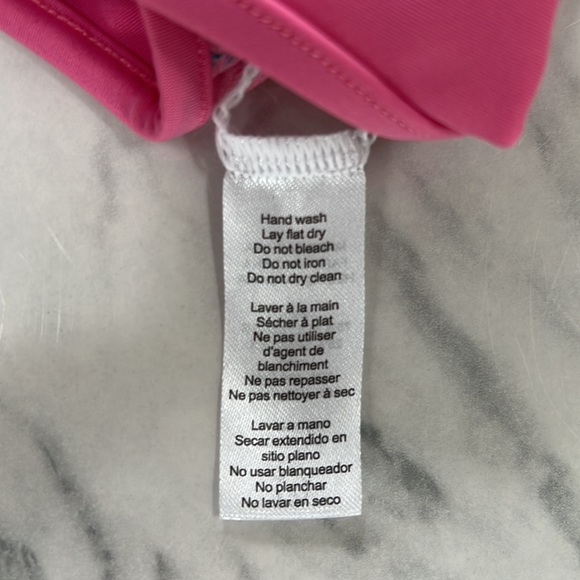 Hand wash
Lay flat dry
Do not bleach
Do not iron
Do not dry clean
Laver à la main
Sécher à plat
Ne pas utiliser
d'agent de
blanchiment
Ne pas repasser
Ne pas nettoyer à sec
Lavar a mano
Secar extendido en
sitio plano
No usar blanqueador
No planchar
No lavar en seco